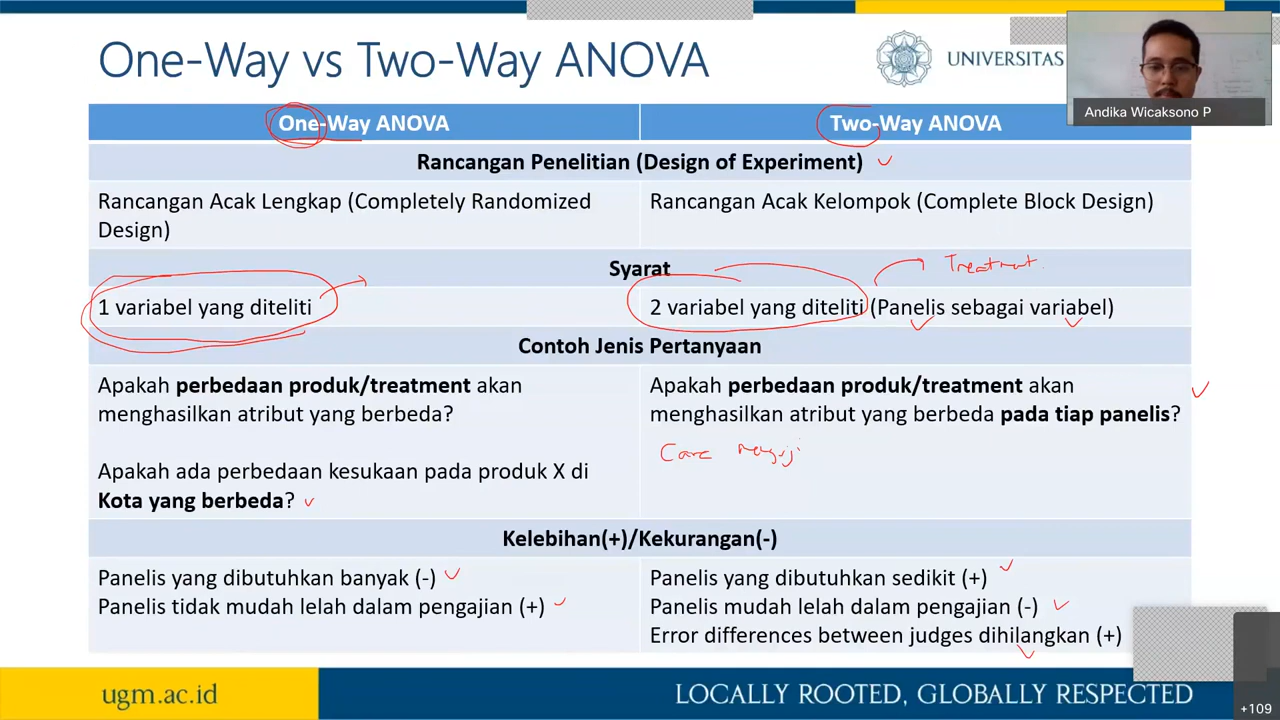 One-Way vs Two-Way ANOVA
UNIVERSITAS
Andika Wicaksono P
One-Way ANOVA
Two-Way ANOVA
Rancangan Penelitian (Design of Experiment)
Rancangan Acak Lengkap (Completely Randomized
Design)
Rancangan Acak Kelompok (Complete Block Design)
Syarat
Treatment
1 variabel yang diteliti
2 variabel yang diteliti (Panelis sebagai variabel)
Contoh Jenis Pertanyaan
Apakah perbedaan produk/treatment akan
menghasilkan atribut yang berbeda?
Apakah ada perbedaan kesukaan pada produk X di
Kota yang berbeda?
Apakah perbedaan produk/treatment akan
menghasilkan atribut yang berbeda pada tiap panelis?
Cara menguji
Kelebihan(+)/Kekurangan(-)
Panelis yang dibutuhkan banyak (-)
Panelis tidak mudah lelah dalam pengajian (+)
Panelis yang dibutuhkan sedikit (+)
Panelis mudah lelah dalam pengajian (-)
Error differences between judges dihilangkan (+)
ugm.ac.id
LOCALLY ROOTED, GLOBALLY RESPECTED
+109